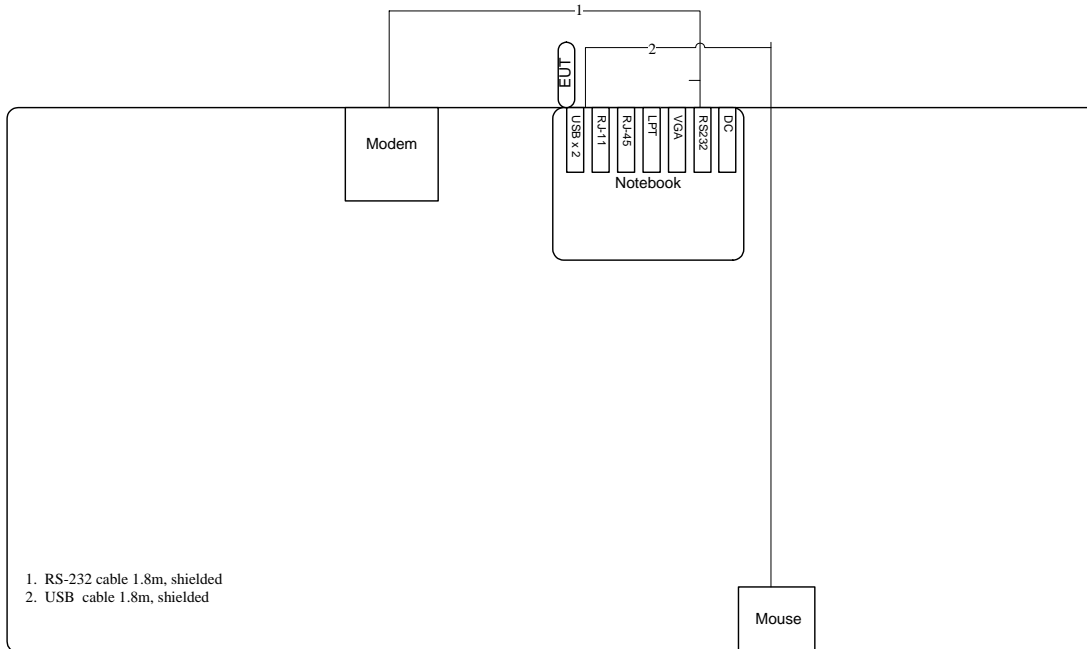 1
2
EUT
Modem
USB x 2
RJ-11
RJ-45
LPT
VGA
RS232
DC
Notebook
1. RS-232 cable 1.8m, shielded
2. USB cable 1.8m, shielded
Mouse